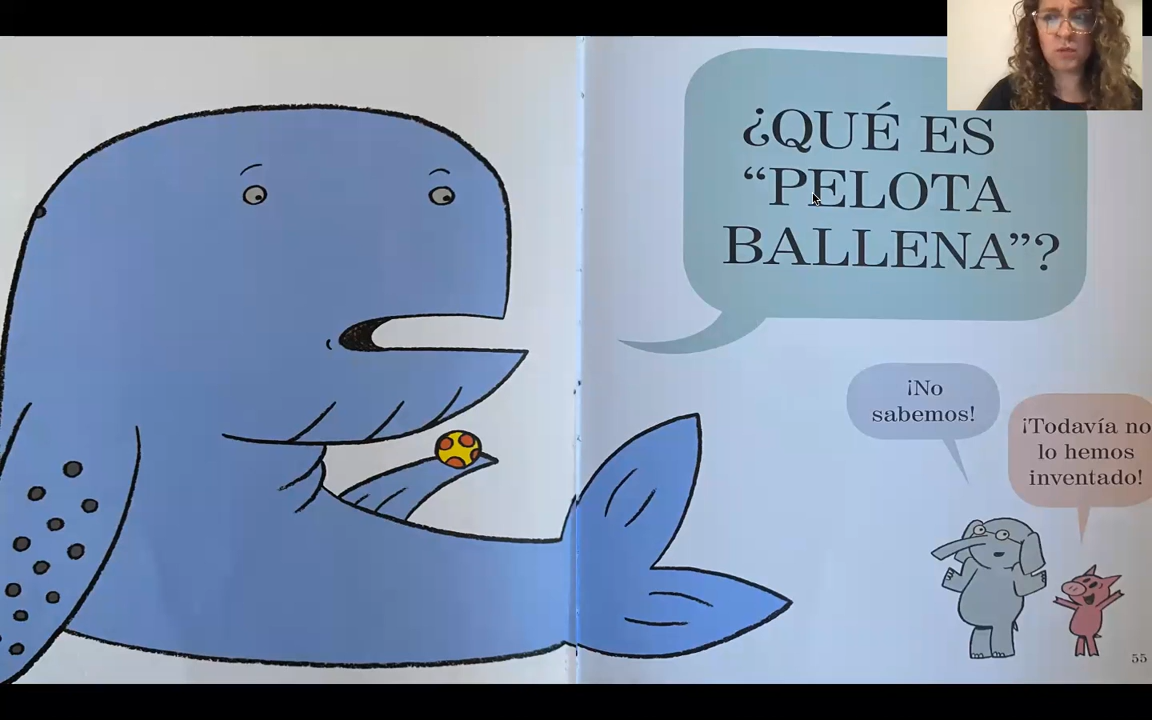 ¿QUÉ ES
“PELOTA
BALLENA”?
¡No
sabemos!
¡Todavía no
lo hemos
inventado!
55